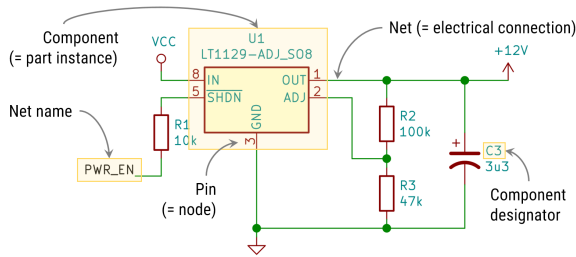 Component
(= part instance)
Net (= electrical connection)
VCC
U1
LT1129-ADJ_SO8
+12V
8
IN
OUT
1
5
SHDN
ADJ
2
GND
3
Net name
R1
10k
R2
100k
+
C3
3u3
PWR_EN
Pin
(= node)
R3
47k
Component
designator